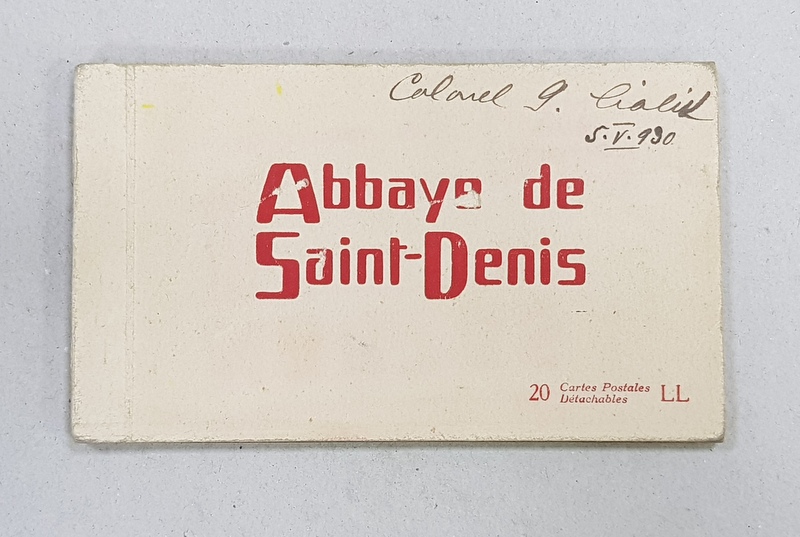 Colonel G.
5.V.930
Abbaye de
Saint-Denis
20 Cartes Postales
Détachables LL